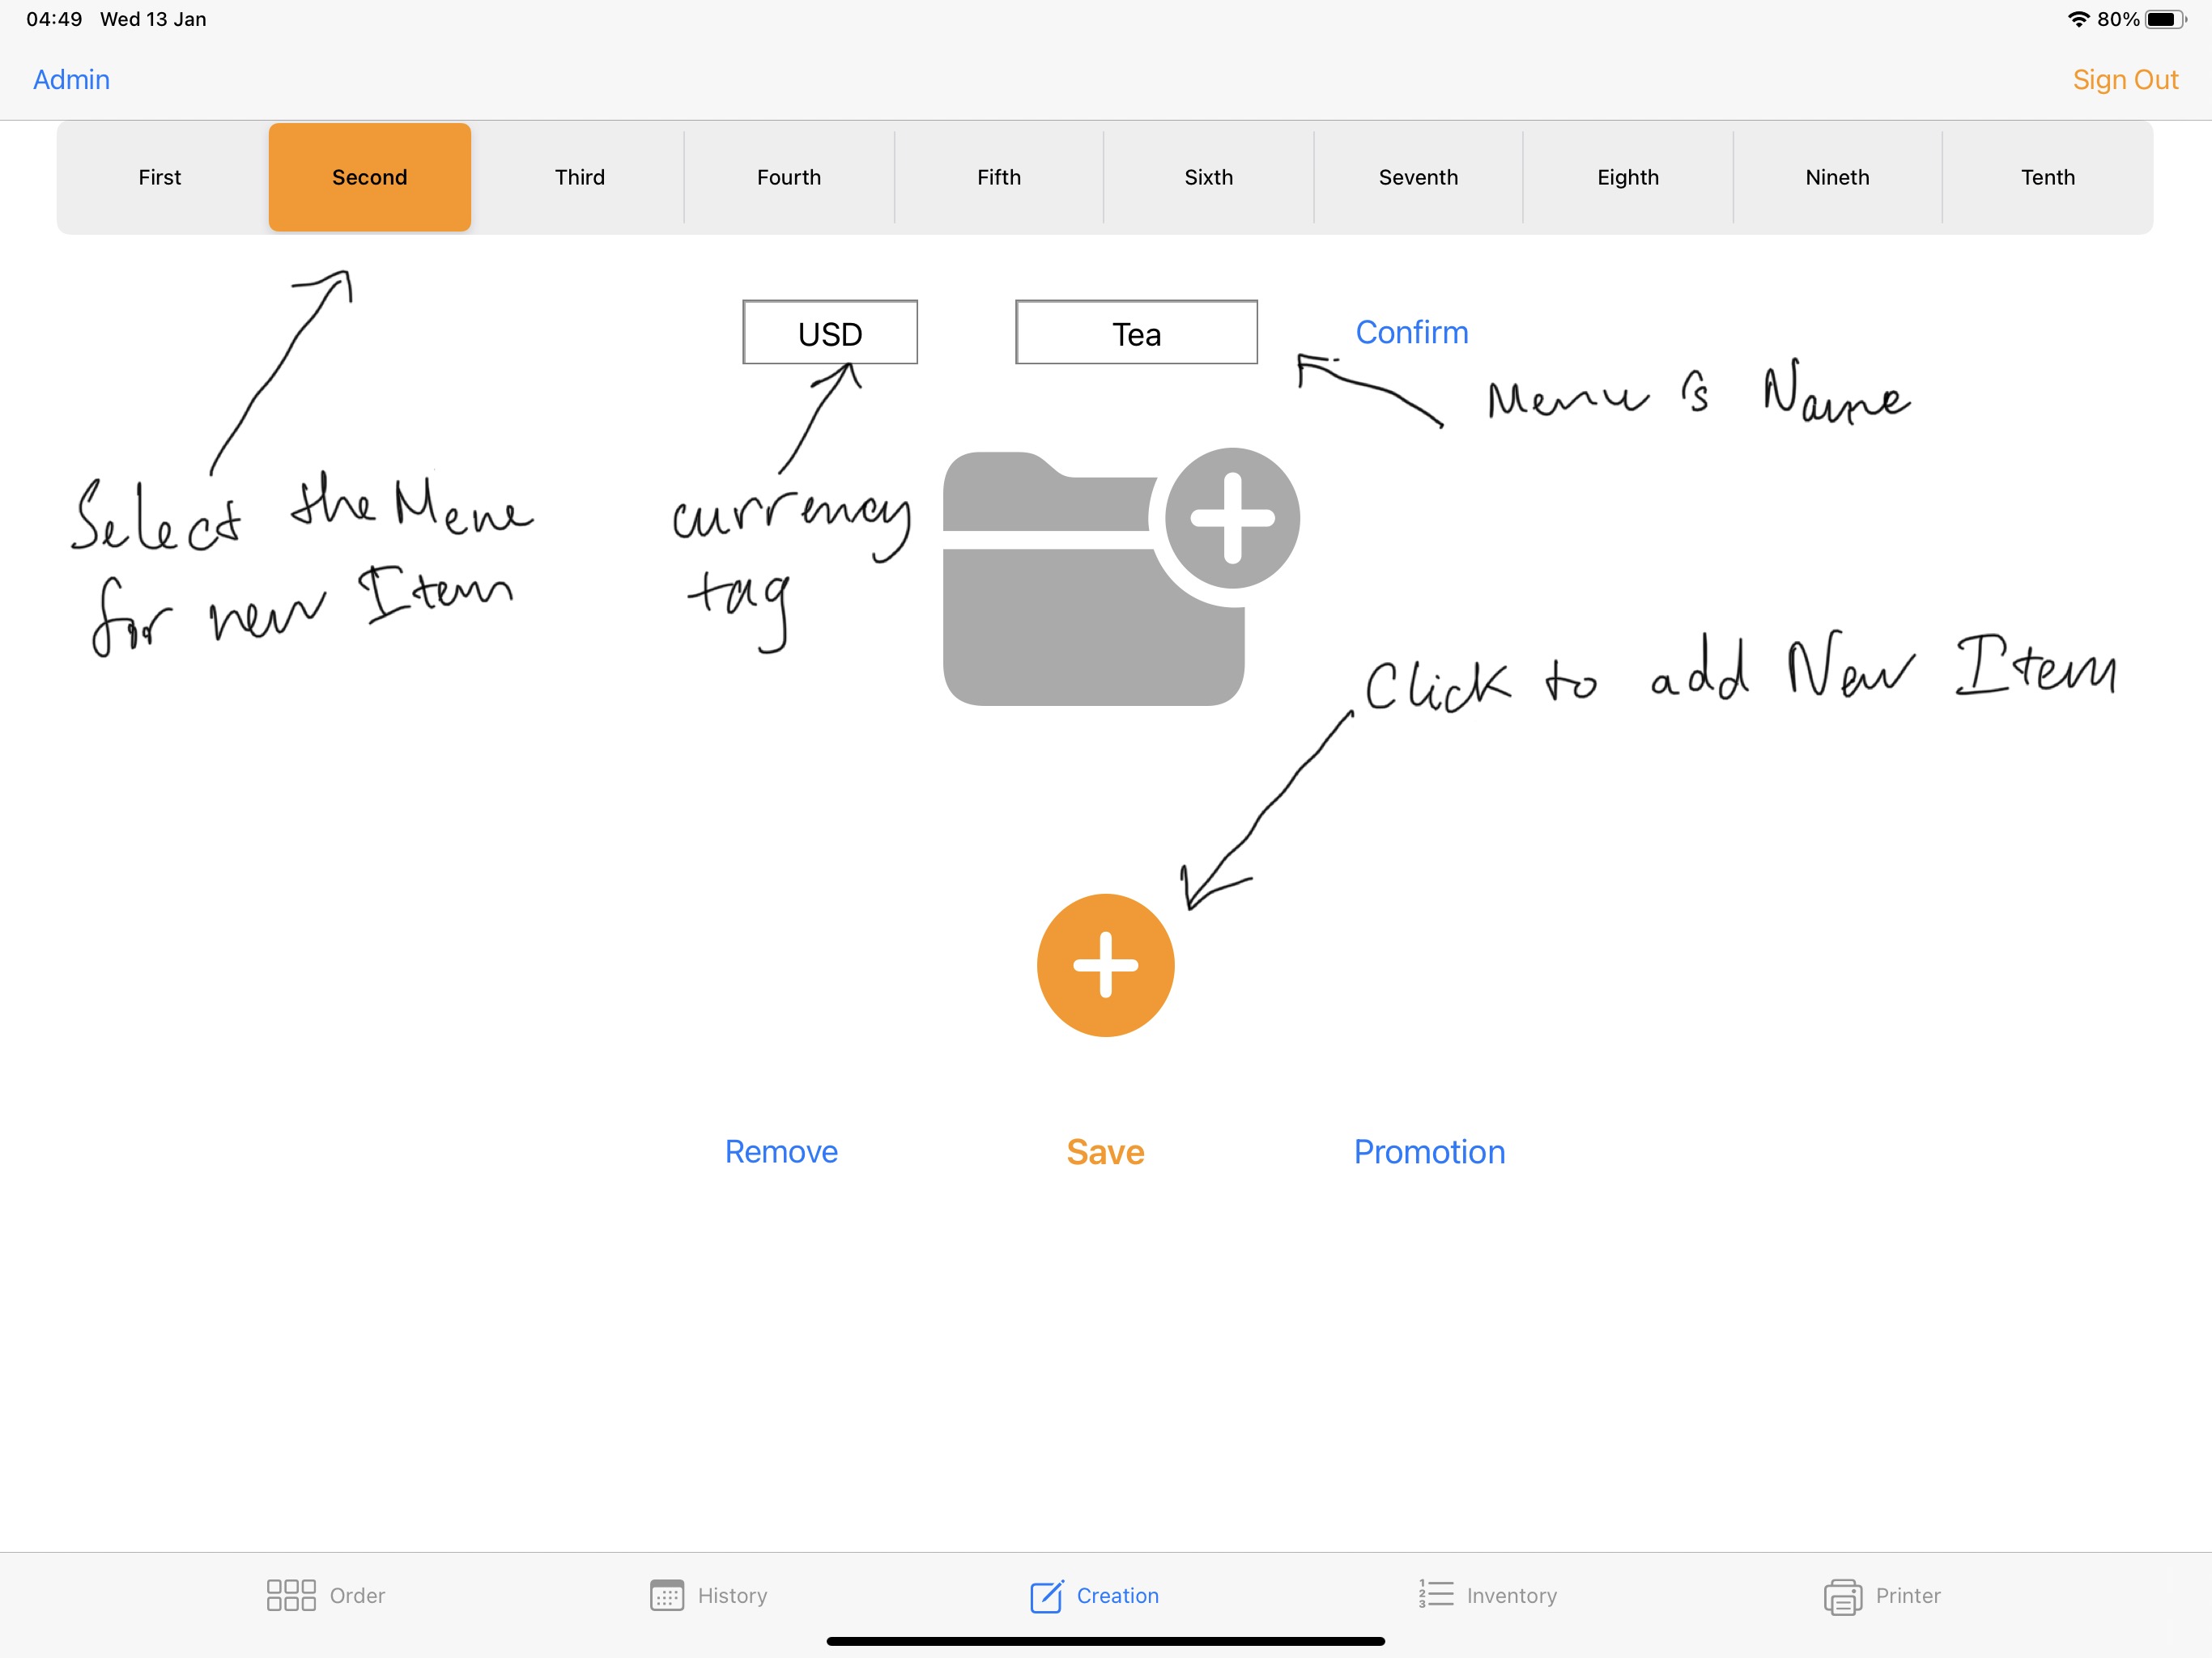 04:49 Wed 13 Jan 80%
Admin Sign Out
First Second Third Fourth Fifth Sixth Seventh Eighth Nineth Tenth
USD Tea Confirm
Menu's Name
Select the Menu
for new Item
currency
tag
Click to add New Item
Remove Save Promotion
Order History Creation Inventory Printer